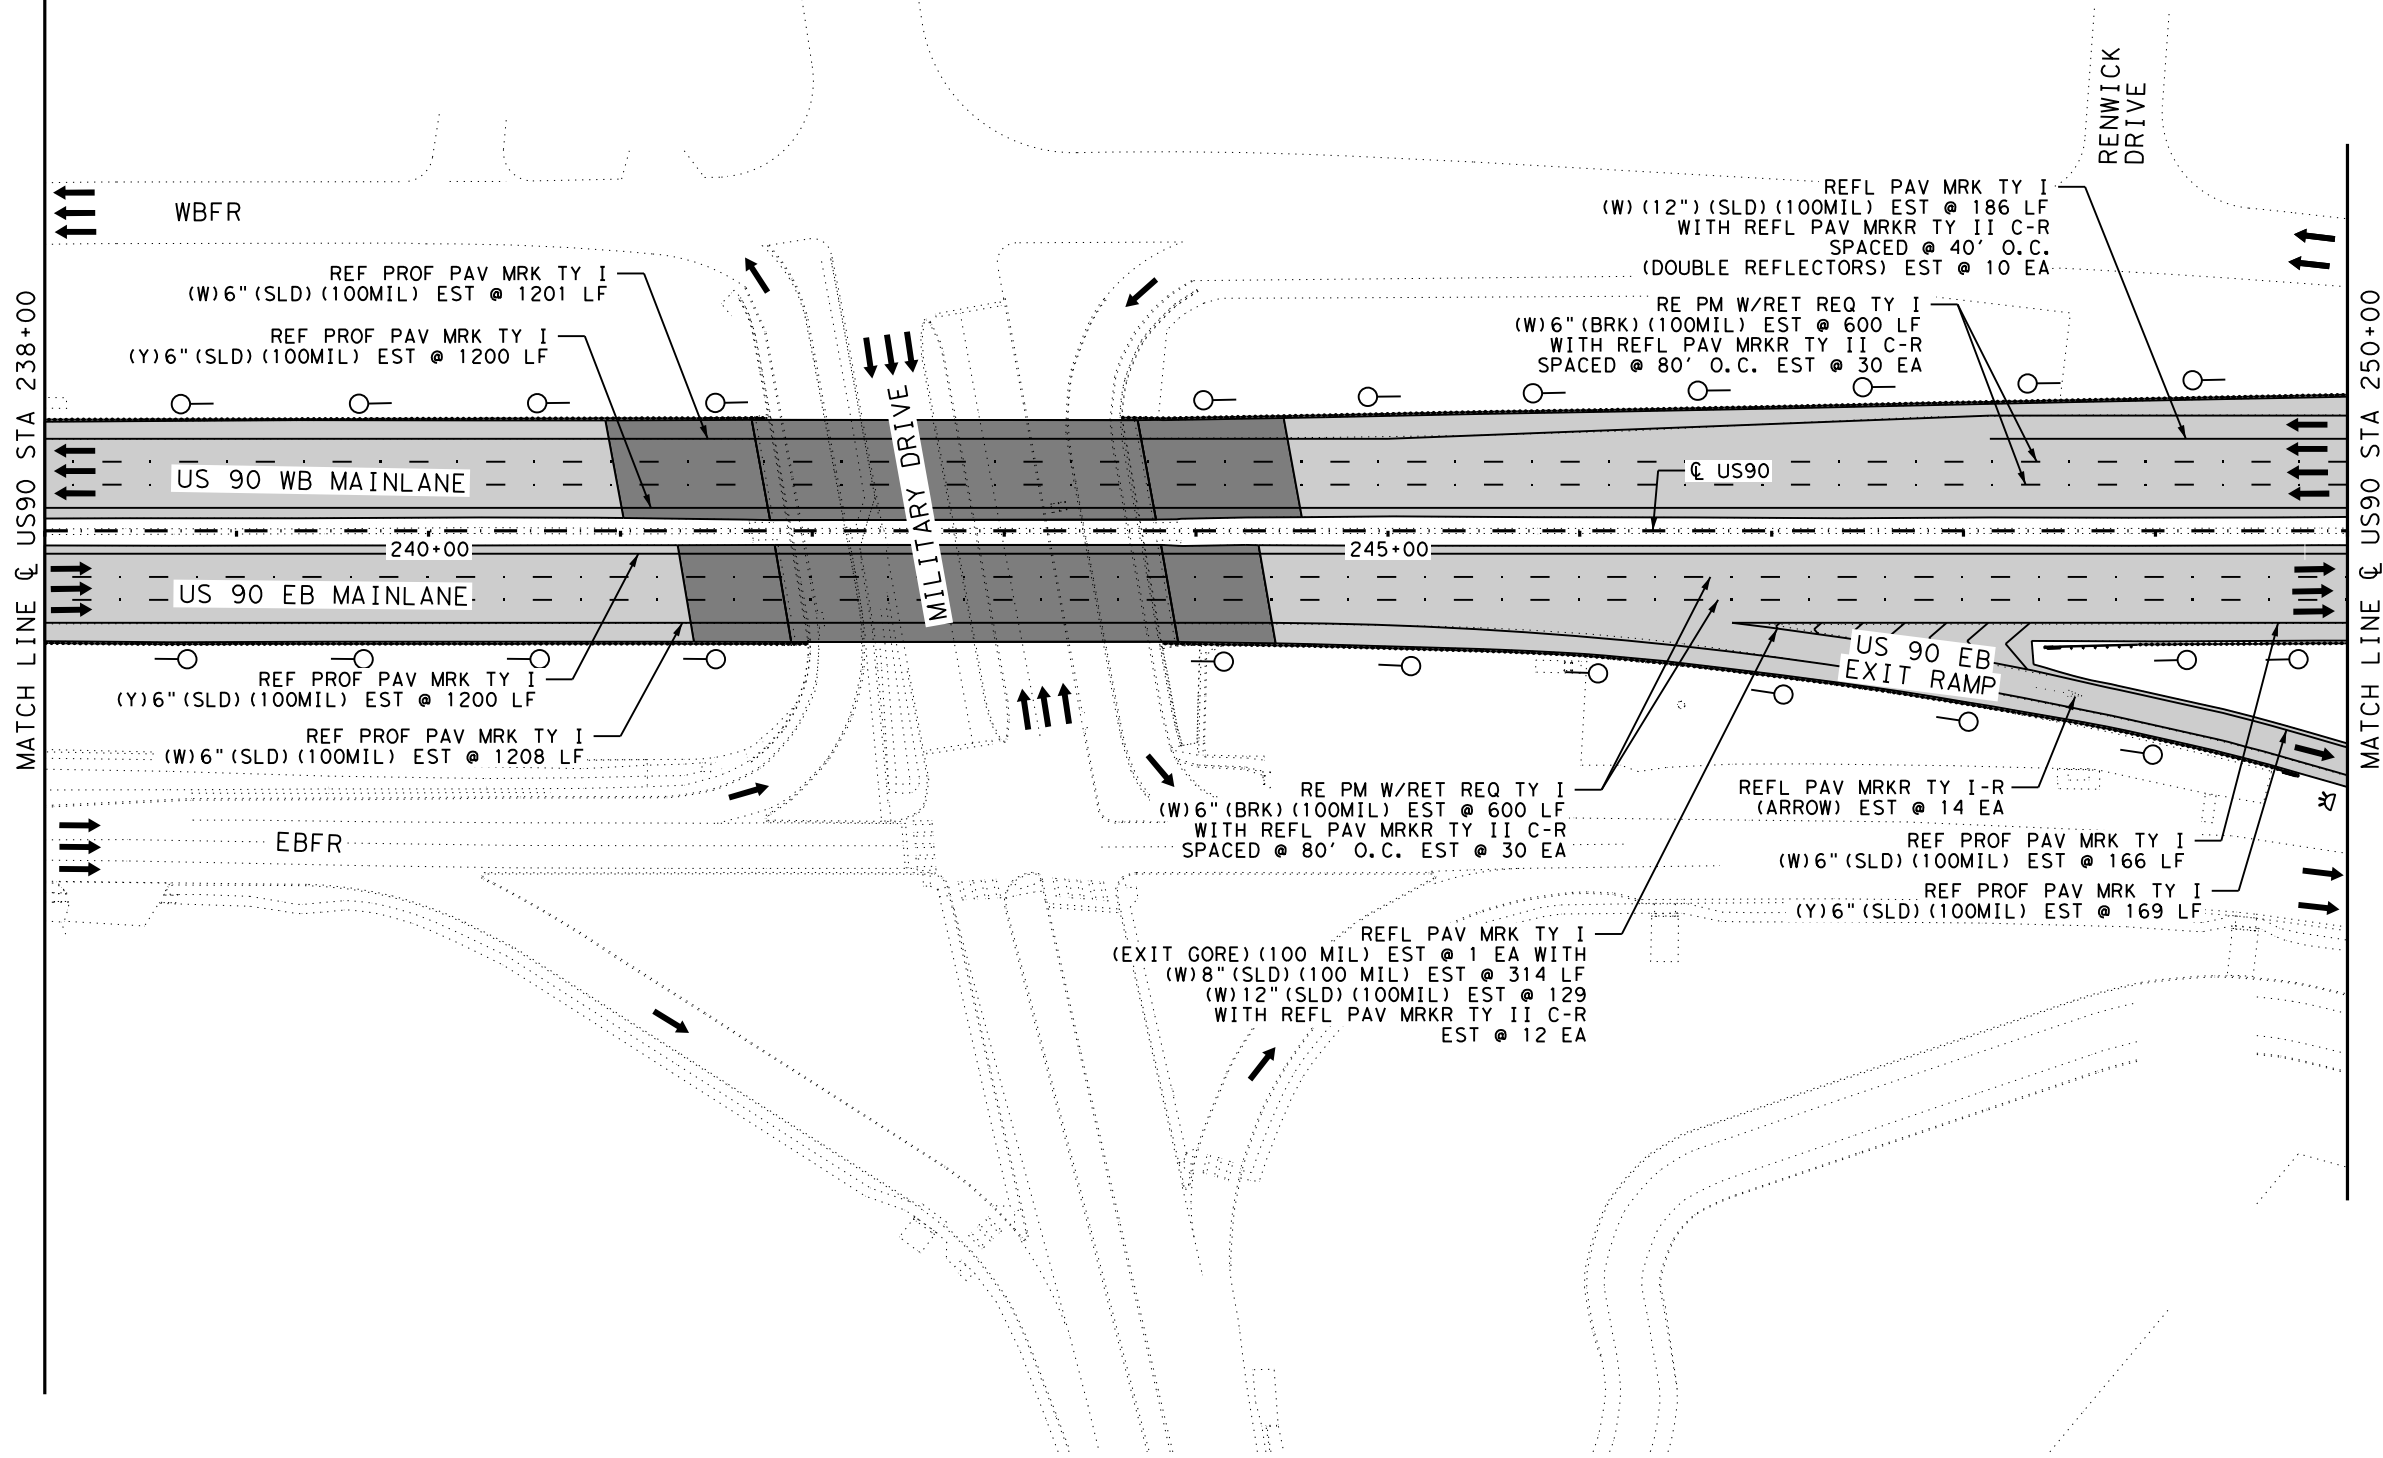 RENWICK
DRIVE
REFL PAV MRK TY I
(W)(12")(SLD)(100MIL) EST @ 186 LF
WITH REFL PAV MRKR TY II C-R
SPACED @ 40' O.C.
(DOUBLE REFLECTORS) EST @ 10 EA
WBFR
REF PROF PAV MRK TY I
(W)6"(SLD)(100MIL) EST @ 1201 LF
REF PROF PAV MRK TY I
(Y)6"(SLD)(100MIL) EST @ 1200 LF
RE PM W/RET REQ TY I
(W)6"(BRK)(100MIL) EST @ 600 LF
WITH REFL PAV MRKR TY II C-R
SPACED @ 80' O.C. EST @ 30 EA
MATCH LINE ℄ US90 STA 238+00
MATCH LINE ℄ US90 STA 250+00
MILITARY DRIVE
US 90 WB MAINLANE
℄ US90
240+00
245+00
US 90 EB MAINLANE
US 90 EB
EXIT RAMP
REF PROF PAV MRK TY I
(Y)6"(SLD)(100MIL) EST @ 1200 LF
REF PROF PAV MRK TY I
(W)6"(SLD)(100MIL) EST @ 1208 LF
RE PM W/RET REQ TY I
(W)6"(BRK)(100MIL) EST @ 600 LF
WITH REFL PAV MRKR TY II C-R
SPACED @ 80' O.C. EST @ 30 EA
REFL PAV MRKR TY I-R
(ARROW) EST @ 14 EA
EBFR
REF PROF PAV MRK TY I
(W)6"(SLD)(100MIL) EST @ 166 LF
REF PROF PAV MRK TY I
(Y)6"(SLD)(100MIL) EST @ 169 LF
REFL PAV MRK TY I
(EXIT GORE)(100 MIL) EST @ 1 EA WITH
(W)8"(SLD)(100 MIL) EST @ 314 LF
(W)12"(SLD)(100MIL) EST @ 129
WITH REFL PAV MRKR TY II C-R
EST @ 12 EA